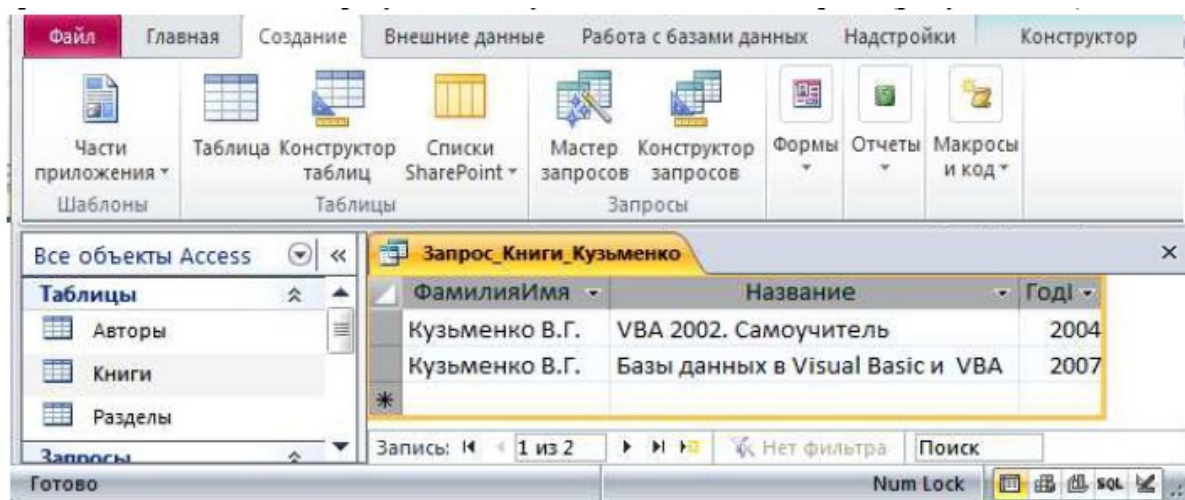 Файл Главная Создание Внешние данные Работа с базами данных Надстройки Конструктор
Части приложения
Таблица
Конструктор таблиц
Списки SharePoint
Мастер запросов
Конструктор запросов
Формы
Отчеты
Макросы и код
Шаблоны Таблицы Запросы
Все объекты Access «
Запрос_Книги_Кузьменко
Таблицы
Авторы
Книги
Разделы
Запросы
ФамилияИмя Название ГодІ
Кузьменко В.Г. VBA 2002. Самоучитель 2004
Кузьменко В.Г. Базы данных в Visual Basic и VBA 2007
Запись: 1 из 2 Нет фильтра Поиск
Готово Num Lock SQL